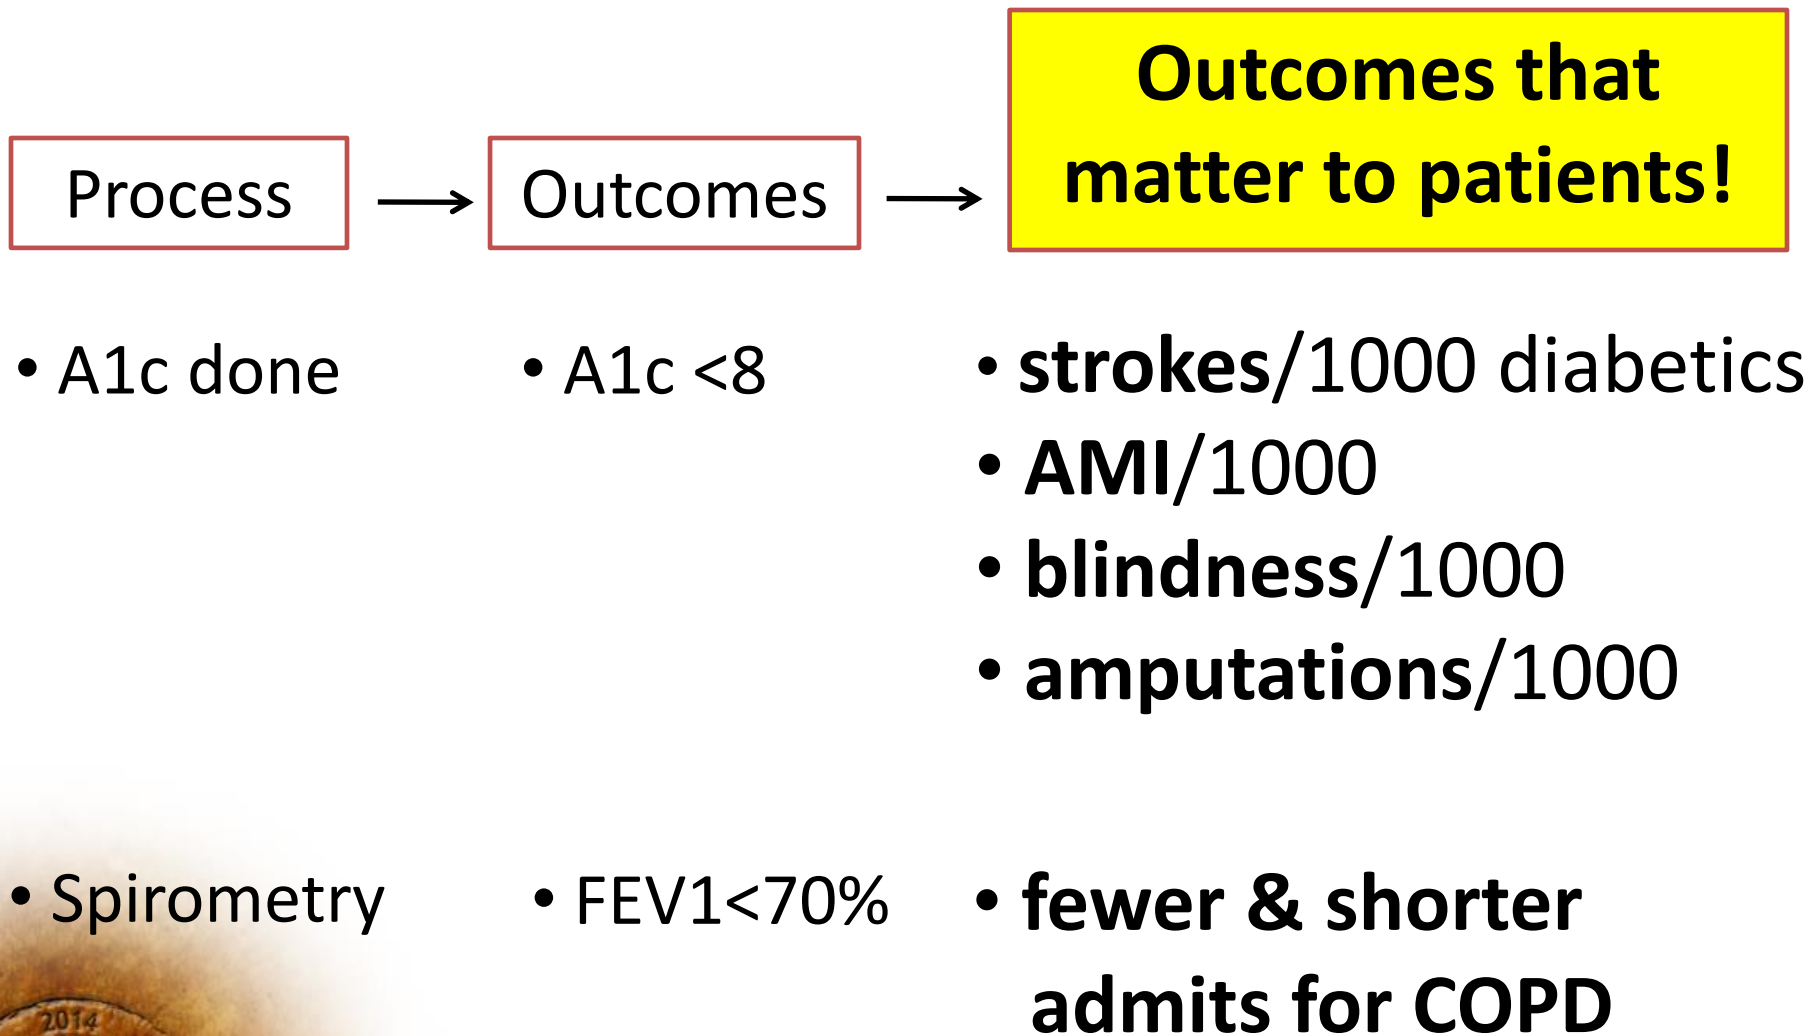 Process
Outcomes
Outcomes that
matter to patients!
• A1c done
• A1c <8
• strokes/1000 diabetics
• AMI/1000
• blindness/1000
• amputations/1000
• Spirometry
• FEV1<70%
• fewer & shorter
admits for COPD
2014